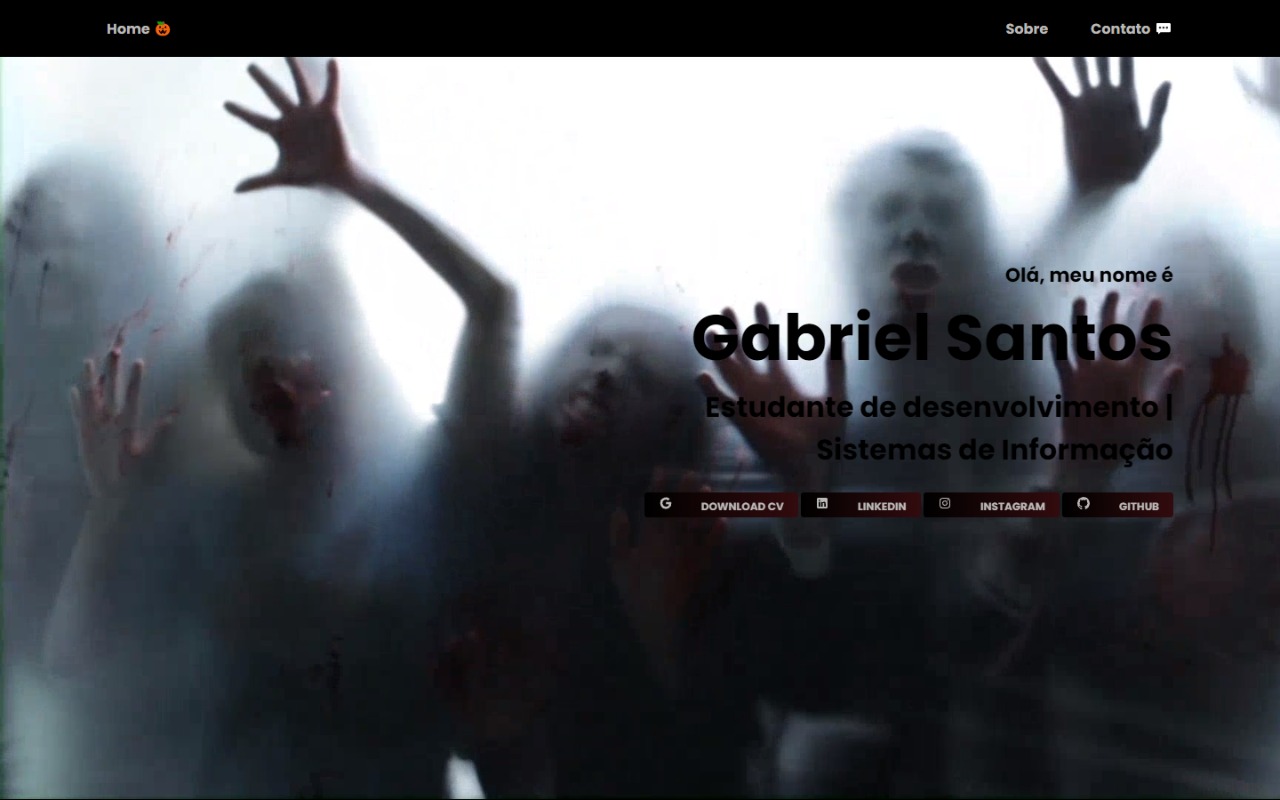 Home 🎃
Sobre
Contato 💬
Olá, meu nome é
Gabriel Santos
Estudante de desenvolvimento |
Sistemas de Informação
DOWNLOAD CV
LINKEDIN
INSTAGRAM
GITHUB